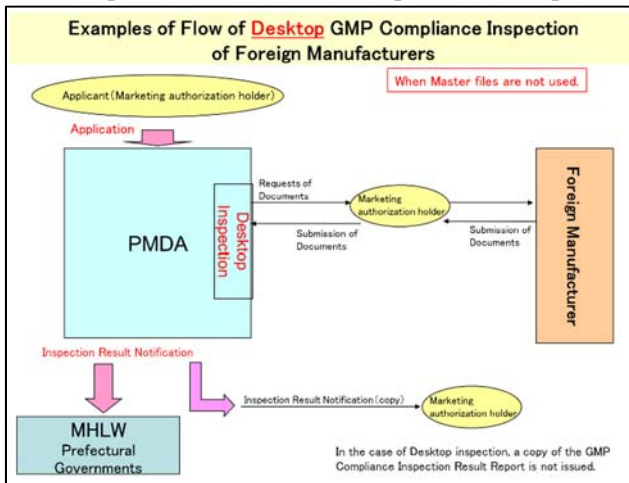 Examples of Flow of Desktop GMP Compliance Inspection
of Foreign Manufacturers
When Master files are not used.
Applicant(Marketing authorization holder)
Application
PMDA
Desktop
Inspection
Requests of
Documents
Marketing
authorization holder
Submission of
Documents
Submission of
Documents
Foreign Manufacturer
Inspection Result Notification
MHLW
Prefectural
Governments
Inspection Result Notification(copy)
Marketing
authorization holder
In the case of Desktop inspection, a copy of the GMP
Compliance Inspection Result Report is not issued.